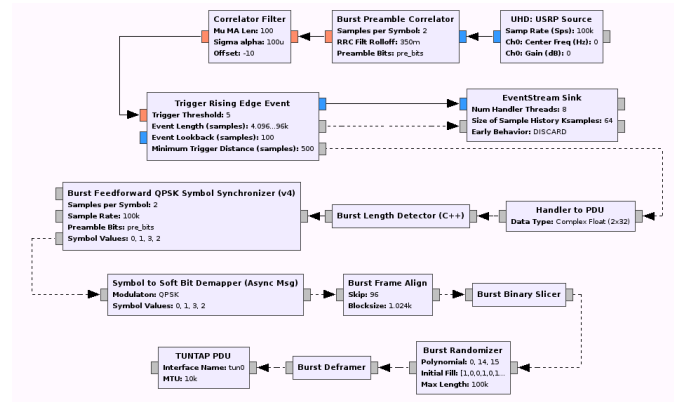 Correlator Filter
Mu MA Len: 100
Sigma alpha: 100u
Offset: -10
Burst Preamble Correlator
Samples per Symbol: 2
RRC Filt Rolloff: 350m
Preamble Bits: pre_bits
UHD: USRP Source
Samp Rate (Sps): 100k
Ch0: Center Freq (Hz): 0
Ch0: Gain (dB): 0
Trigger Rising Edge Event
Trigger Threshold: 5
Event Length (samples): 4.096...96k
Event Lookback (samples): 100
Minimum Trigger Distance (samples): 500
EventStream Sink
Num Handler Threads: 8
Size of Sample History Ksamples: 64
Early Behavior: DISCARD
Burst Feedforward QPSK Symbol Synchronizer (v4)
Samples per Symbol: 2
Sample Rate: 100k
Preamble Bits: pre_bits
Symbol Values: 0, 1, 3, 2
Burst Length Detector (C++)
Handler to PDU
Data Type: Complex Float (2x32)
Symbol to Soft Bit Demapper (Async Msg)
Modulaton: QPSK
Symbol Values: 0, 1, 3, 2
Burst Frame Align
Skip: 96
Blocksize: 1.024k
Burst Binary Slicer
TUNTAP PDU
Interface Name: tun0
MTU: 10k
Burst Deframer
Burst Randomizer
Polynomial: 0, 14, 15
Initial Fill: [1,0,0,1,0,1...
Max Length: 100k